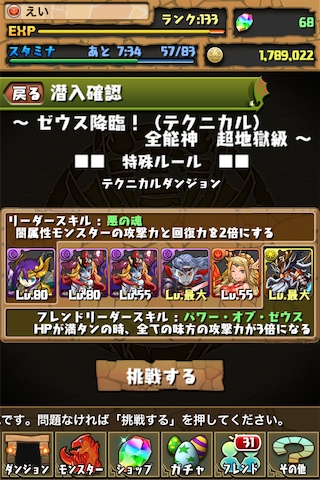 えい
ランク:133
68
EXP
スタミナ
あと 7:34
57/83
1,789,022
戻る 潜入確認
～ ゼウス降臨！（テクニカル）
全能神 超地獄級 ～
■■ 特殊ルール ■■
テクニカルダンジョン
リーダースキル：悪の魂
闇属性モンスターの攻撃力と回復力を2倍にする
Lv.80 Lv.80 Lv.55 Lv.最大 Lv.55 Lv.最大
フレンドリーダースキル：パワー・オブ・ゼウス
HPが満タンの時、全ての味方の攻撃力が3倍になる
挑戦する
です。問題なければ「挑戦する」を押してください。
31
ダンジョン モンスター ショップ ガチャ フレンド その他